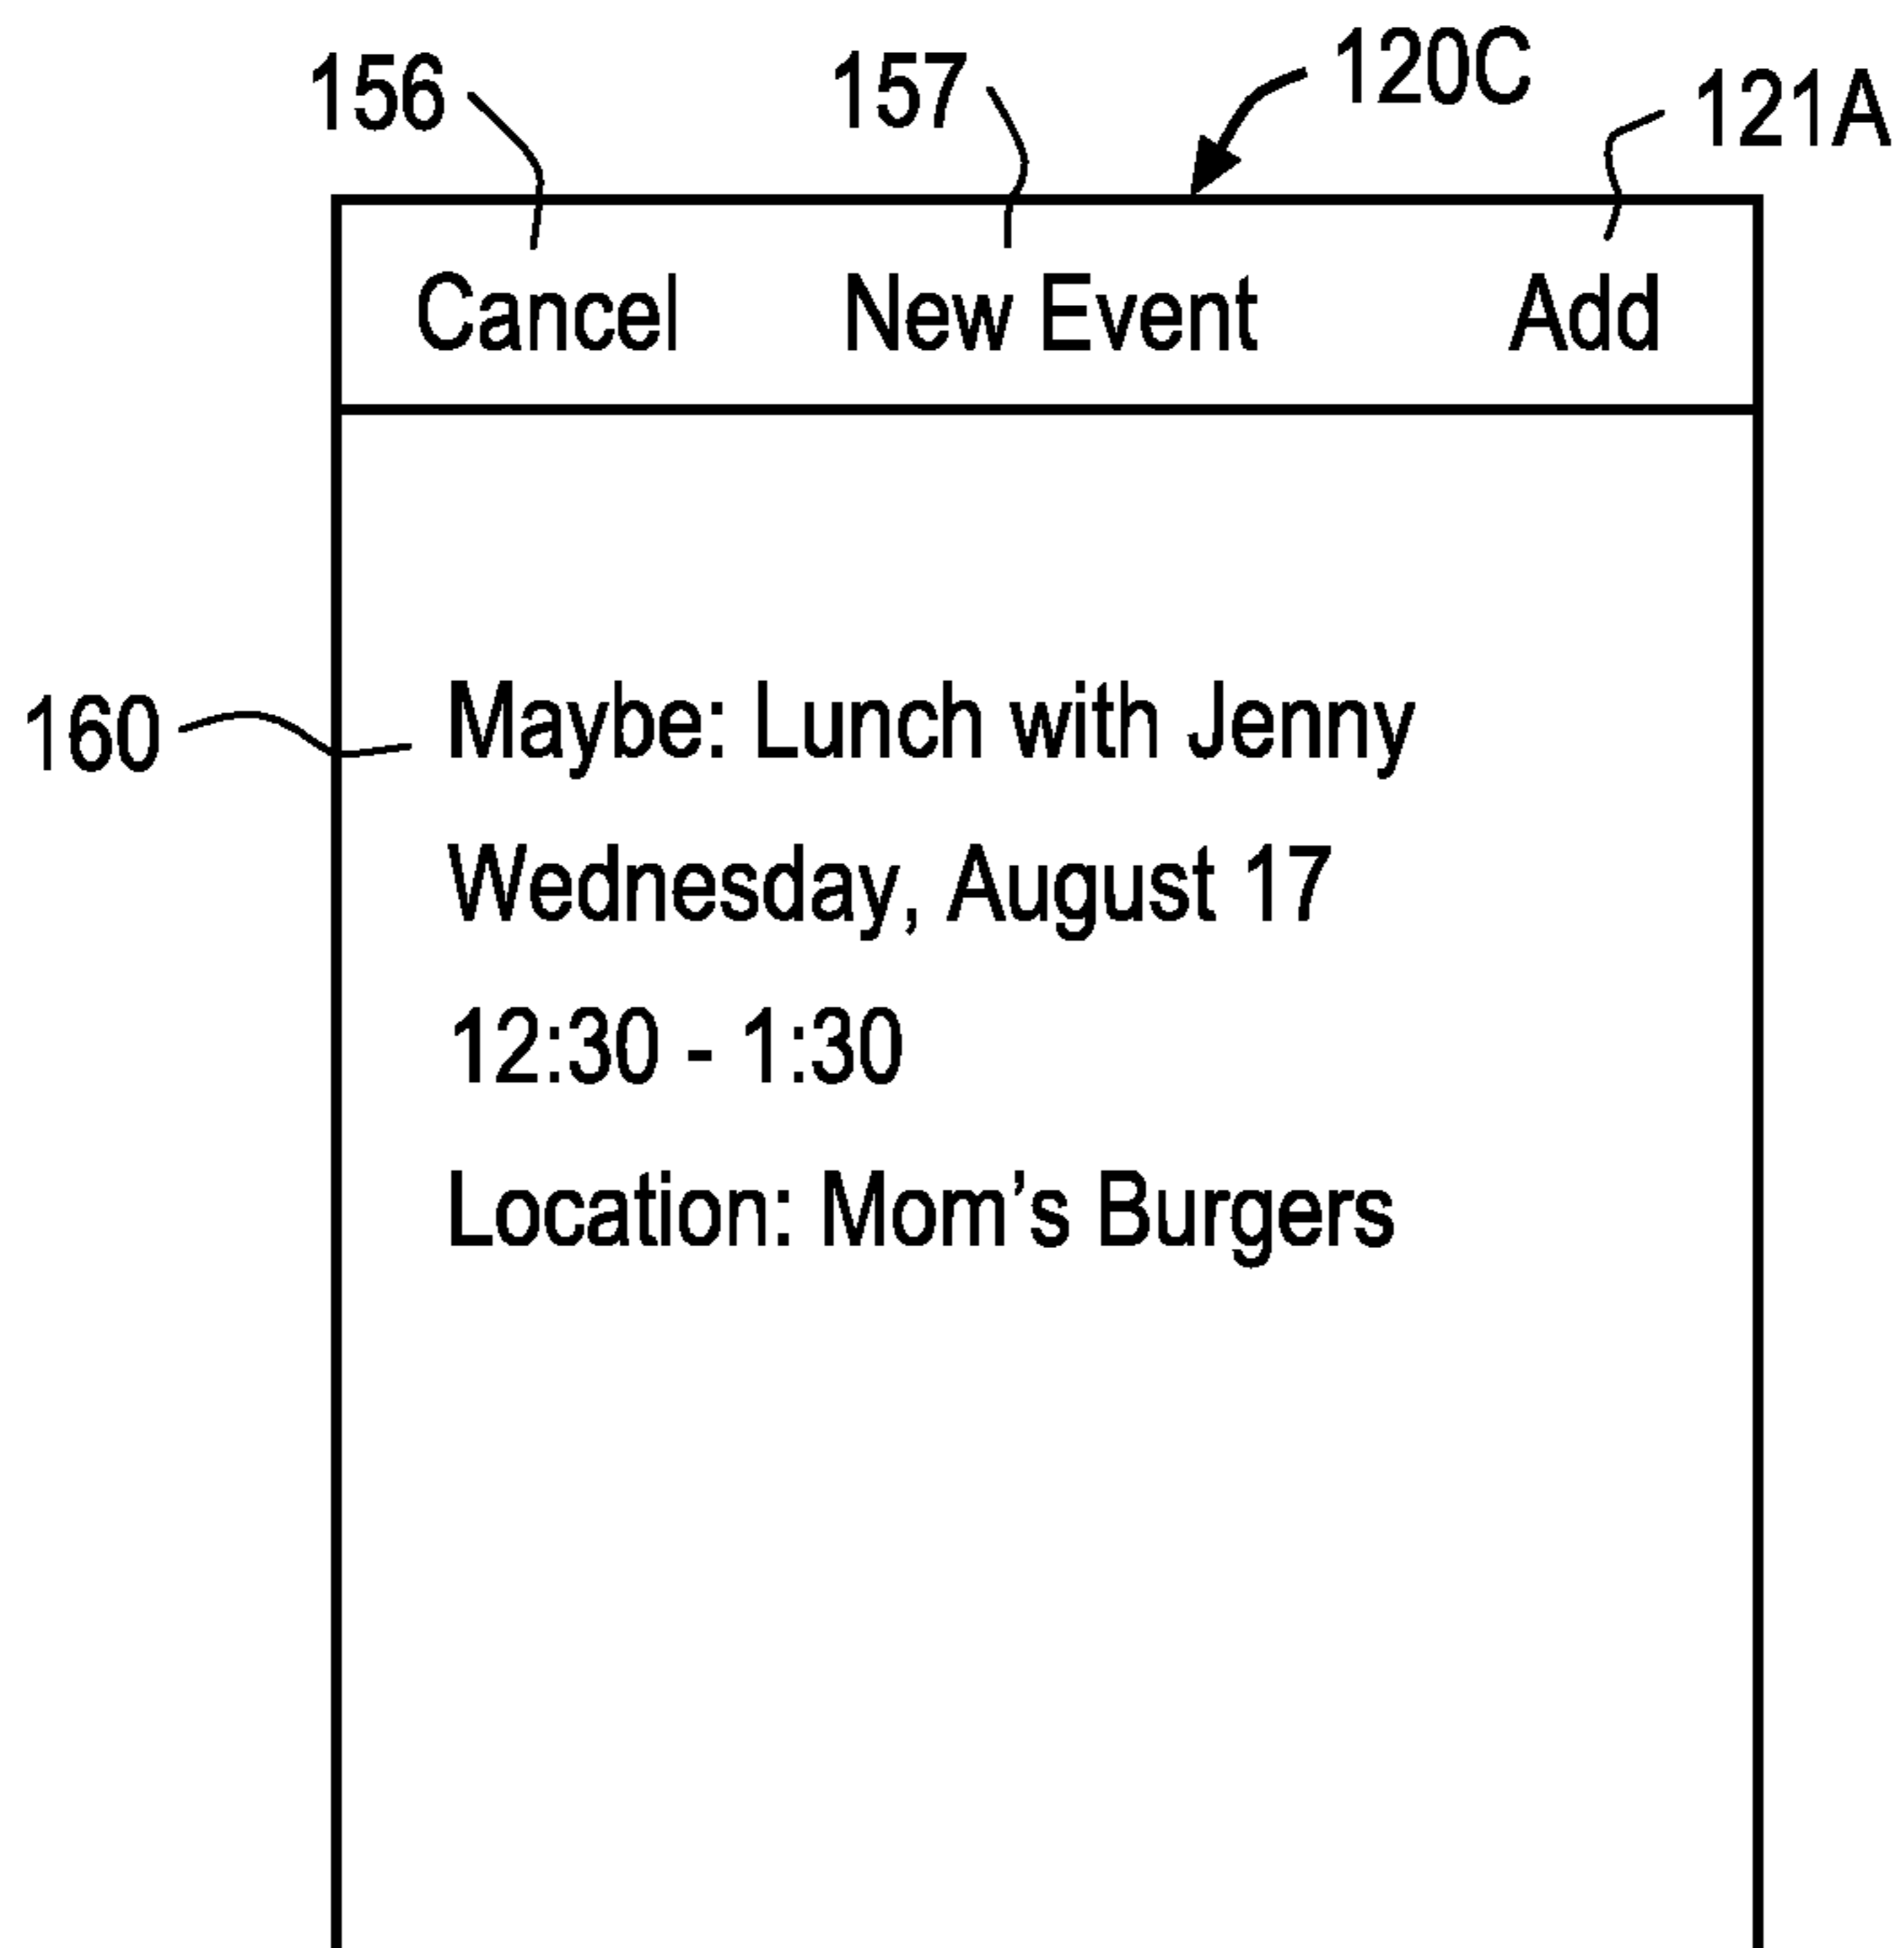 156 157 120C 121A
Cancel New Event Add
160 Maybe: Lunch with Jenny
Wednesday, August 17
12:30 - 1:30
Location: Mom's Burgers